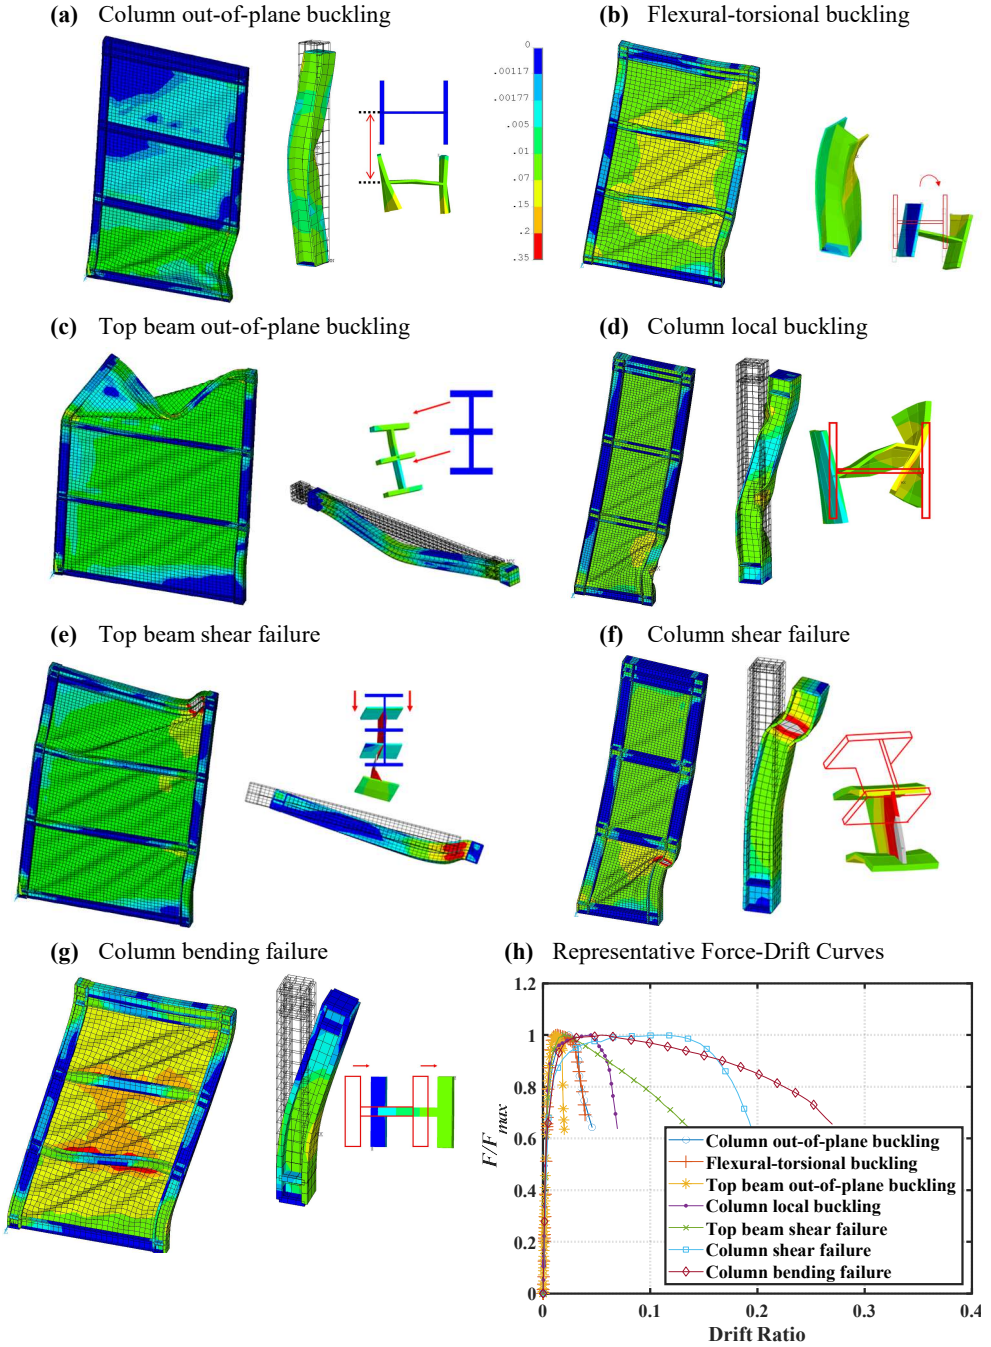 (a) Column out-of-plane buckling
(b) Flexural-torsional buckling
0
.00117
.00177
.005
.01
.07
.15
.2
.35
(c) Top beam out-of-plane buckling
(d) Column local buckling
(e) Top beam shear failure
(f) Column shear failure
(g) Column bending failure
(h) Representative Force-Drift Curves
1.2
1
0.8
0.6
0.4
0.2
0
F/Fmax
Column out-of-plane buckling
Flexural-torsional buckling
Top beam out-of-plane buckling
Column local buckling
Top beam shear failure
Column shear failure
Column bending failure
0 0.1 0.2 0.3 0.4
Drift Ratio